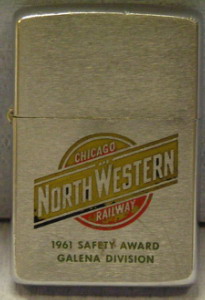 CHICAGO
AND
NORTH WESTERN
RAILWAY
1961 SAFETY AWARD
GALENA DIVISION